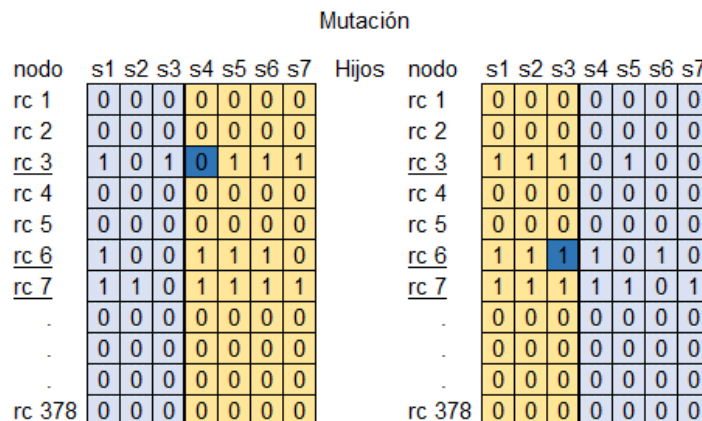 Mutación
nodo s1 s2 s3 s4 s5 s6 s7 Hijos nodo s1 s2 s3 s4 s5 s6 s7
rc 1 0 0 0 0 0 0 0 rc 1 0 0 0 0 0 0 0
rc 2 0 0 0 0 0 0 0 rc 2 0 0 0 0 0 0 0
rc 3 1 0 1 0 1 1 1 rc 3 1 1 1 0 1 0 0
rc 4 0 0 0 0 0 0 0 rc 4 0 0 0 0 0 0 0
rc 5 0 0 0 0 0 0 0 rc 5 0 0 0 0 0 0 0
rc 6 1 0 0 1 1 1 0 rc 6 1 1 1 1 0 1 0
rc 7 1 1 0 1 1 1 1 rc 7 1 1 1 1 1 0 1
. 0 0 0 0 0 0 0 . 0 0 0 0 0 0 0
. 0 0 0 0 0 0 0 . 0 0 0 0 0 0 0
. 0 0 0 0 0 0 0 . 0 0 0 0 0 0 0
rc 378 0 0 0 0 0 0 0 rc 378 0 0 0 0 0 0 0